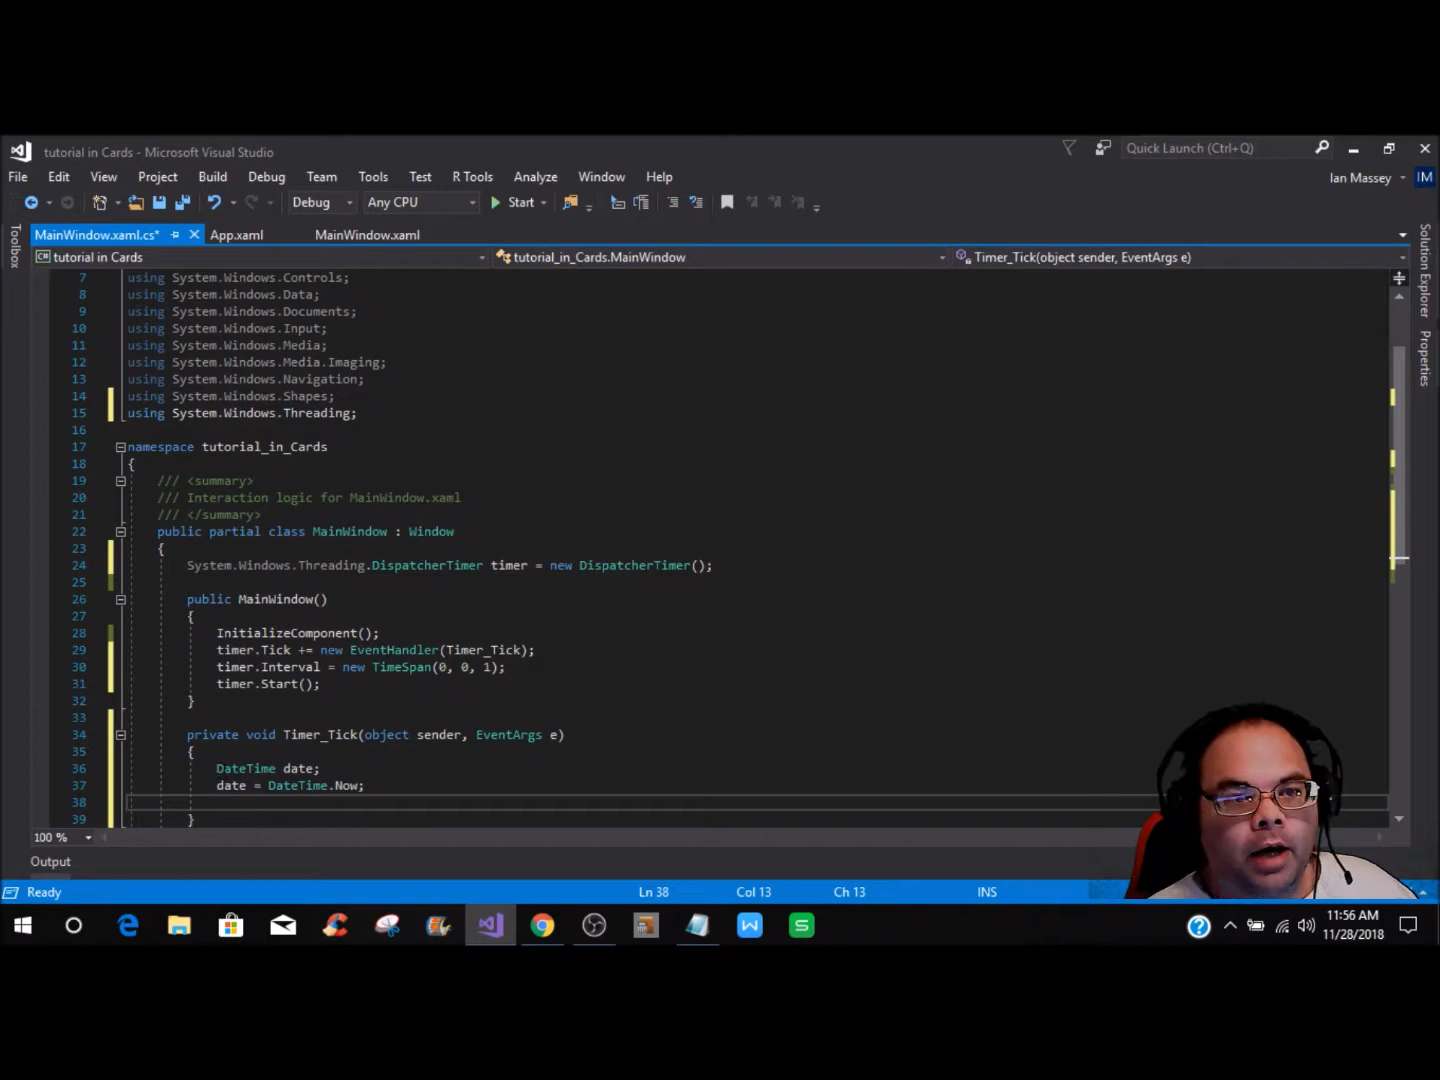 tutorial in Cards - Microsoft Visual Studio
Quick Launch (Ctrl+Q)
File Edit View Project Build Debug Team Tools Test R Tools Analyze Window Help
Ian Massey IM
Debug Any CPU Start
MainWindow.xaml.cs* App.xaml MainWindow.xaml
Toolbox
Solution Explorer
Properties
C# tutorial in Cards tutorial_in_Cards.MainWindow Timer_Tick(object sender, EventArgs e)
7 using System.Windows.Controls;
8 using System.Windows.Data;
9 using System.Windows.Documents;
10 using System.Windows.Input;
11 using System.Windows.Media;
12 using System.Windows.Media.Imaging;
13 using System.Windows.Navigation;
14 using System.Windows.Shapes;
15 using System.Windows.Threading;
16
17 namespace tutorial_in_Cards
18 {
19 /// <summary>
20 /// Interaction logic for MainWindow.xaml
21 /// </summary>
22 public partial class MainWindow : Window
23 {
24 System.Windows.Threading.DispatcherTimer timer = new DispatcherTimer();
25
26 public MainWindow()
27 {
28 InitializeComponent();
29 timer.Tick += new EventHandler(Timer_Tick);
30 timer.Interval = new TimeSpan(0, 0, 1);
31 timer.Start();
32 }
33
34 private void Timer_Tick(object sender, EventArgs e)
35 {
36 DateTime date;
37 date = DateTime.Now;
38
39 }
100 %
Output
Ready Ln 38 Col 13 Ch 13 INS
11:56 AM
11/28/2018